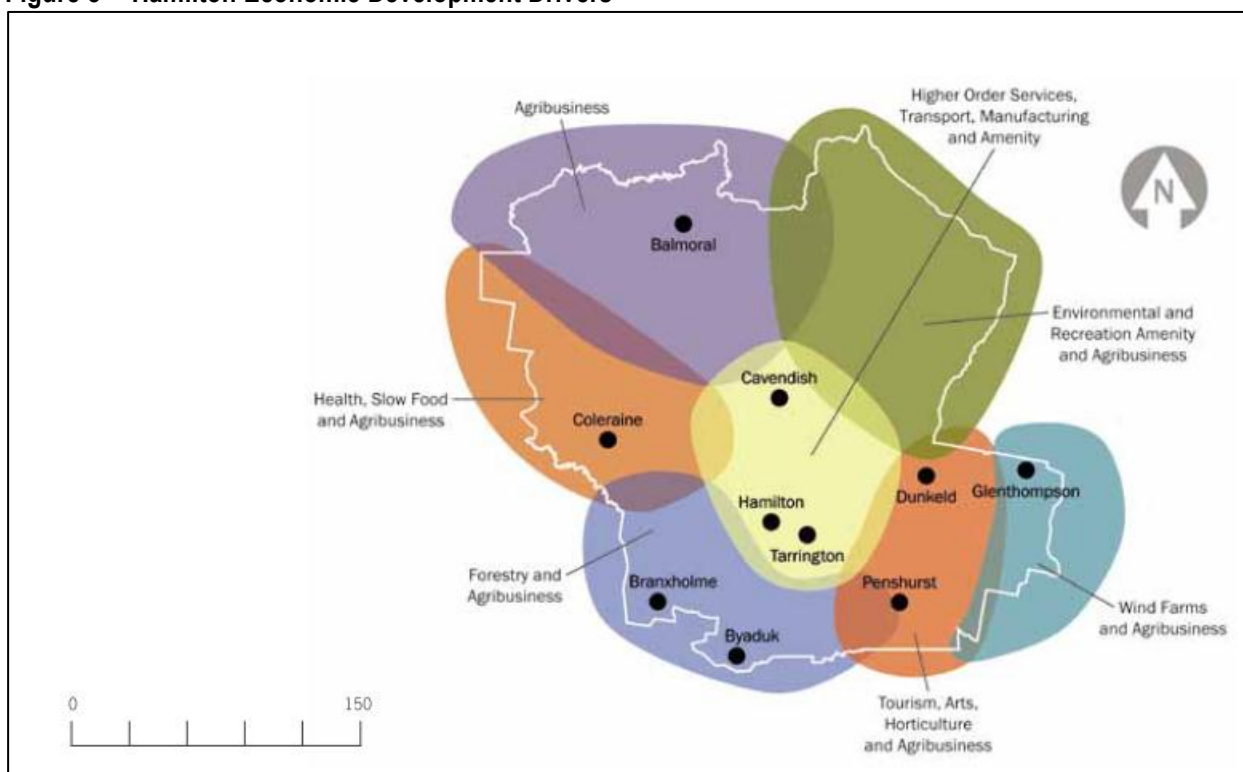 Figure – Hamilton Economic Development Drivers
Agribusiness
Higher Order Services,
Transport, Manufacturing
and Amenity
N
Balmoral
Environmental and
Recreation Amenity
and Agribusiness
Cavendish
Health, Slow Food
and Agribusiness
Coleraine
Dunkeld
Glenthompson
Hamilton
Tarrington
Forestry and
Agribusiness
Branxholme
Penshurst
Wind Farms
and Agribusiness
Byaduk
Tourism, Arts,
Horticulture
and Agribusiness
0 150